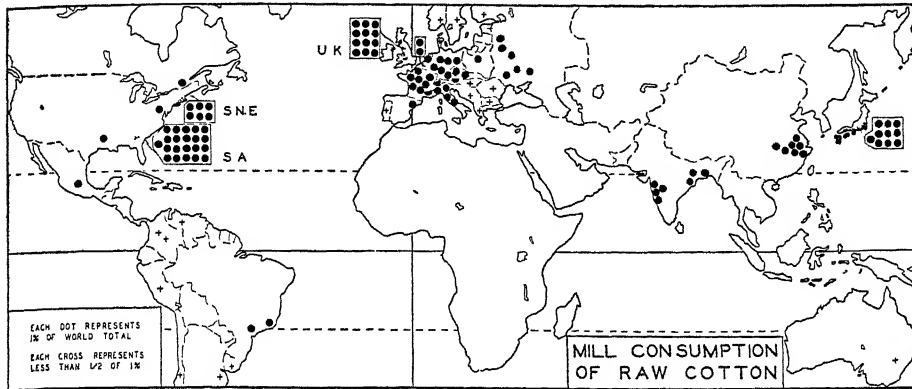 UK
S.N.E
S A
EACH DOT REPRESENTS
1% OF WORLD TOTAL
EACH CROSS REPRESENTS
LESS THAN 1/2 OF 1%
MILL CONSUMPTION
OF RAW COTTON